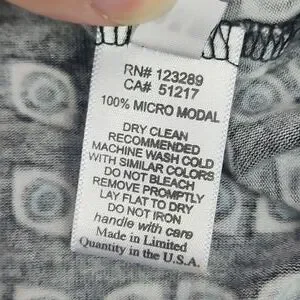 RN# 123289
CA# 51217
100% MICRO MODAL
DRY CLEAN
RECOMMENDED
MACHINE WASH COLD
WITH SIMILAR COLORS
DO NOT BLEACH
REMOVE PROMPTLY
LAY FLAT TO DRY
DO NOT IRON
handle with care
Made in Limited
Quantity in the U.S.A.